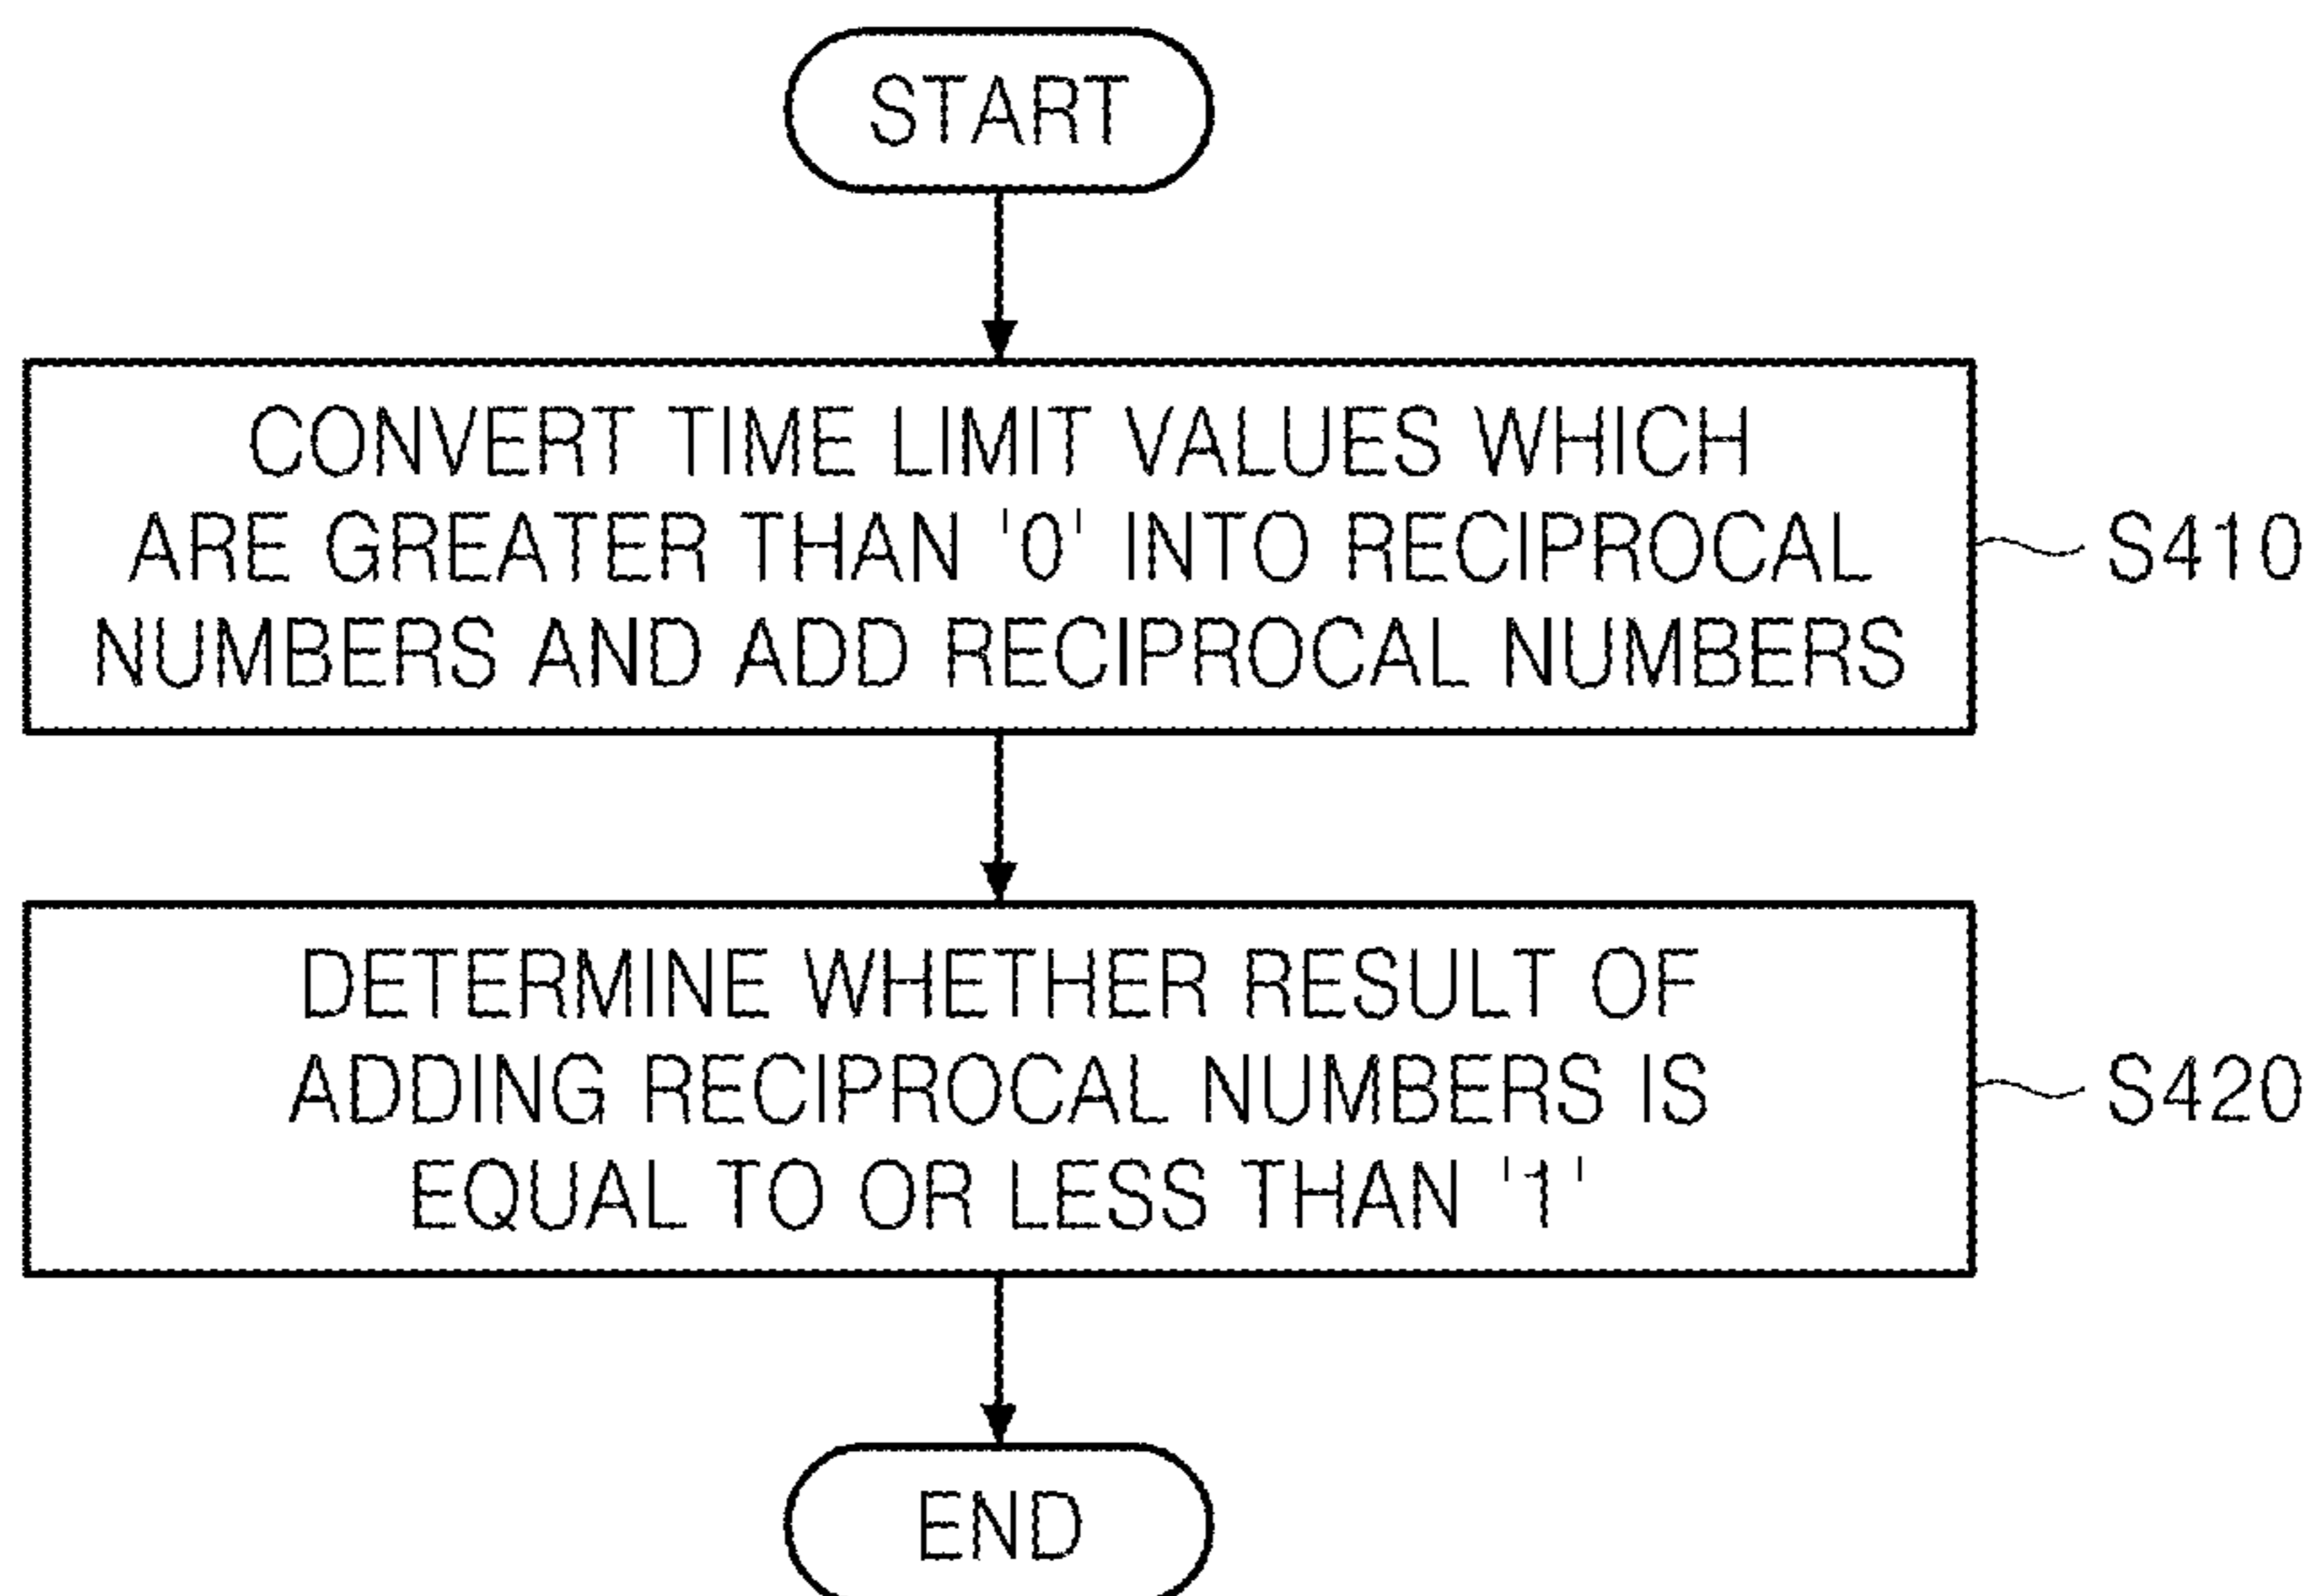 START
CONVERT TIME LIMIT VALUES WHICH
ARE GREATER THAN '0' INTO RECIPROCAL
NUMBERS AND ADD RECIPROCAL NUMBERS
S410
DETERMINE WHETHER RESULT OF
ADDING RECIPROCAL NUMBERS IS
EQUAL TO OR LESS THAN '1'
S420
END